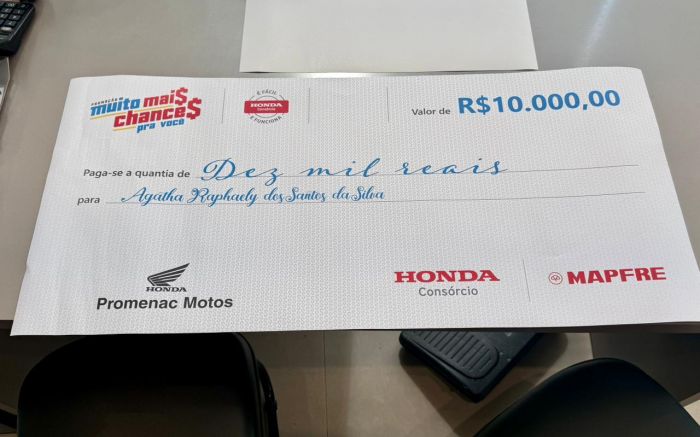 PROMOÇÃO
muito mai$
chance$
pra você
É FÁCIL
HONDA
Consórcio
E FUNCIONA
Valor de R$10.000,00
Paga-se a quantia de Dez mil reais
para Agatha Raphaely dos Santos da Silva
HONDA
Promenac Motos
HONDA
Consórcio
MAPFRE